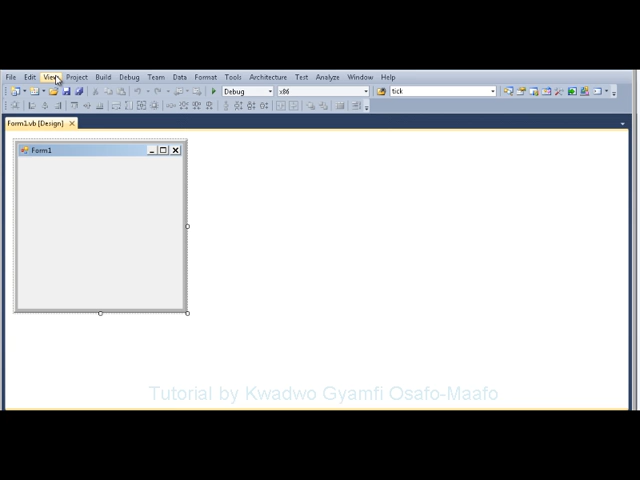 File Edit View Project Build Debug Team Data Format Tools Architecture Test Analyze Window Help
Debug x86 tick
Form1.vb [Design]
Form1
Tutorial by Kwadwo Gyamfi Osafo-Maafo